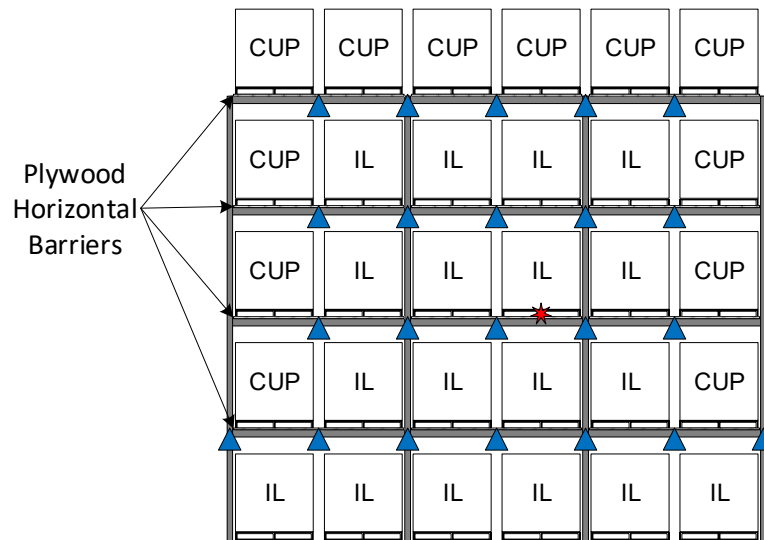 CUP CUP CUP CUP CUP CUP
CUP IL IL IL IL CUP
Plywood
Horizontal
Barriers
CUP IL IL IL IL CUP
CUP IL IL IL IL CUP
IL IL IL IL IL IL